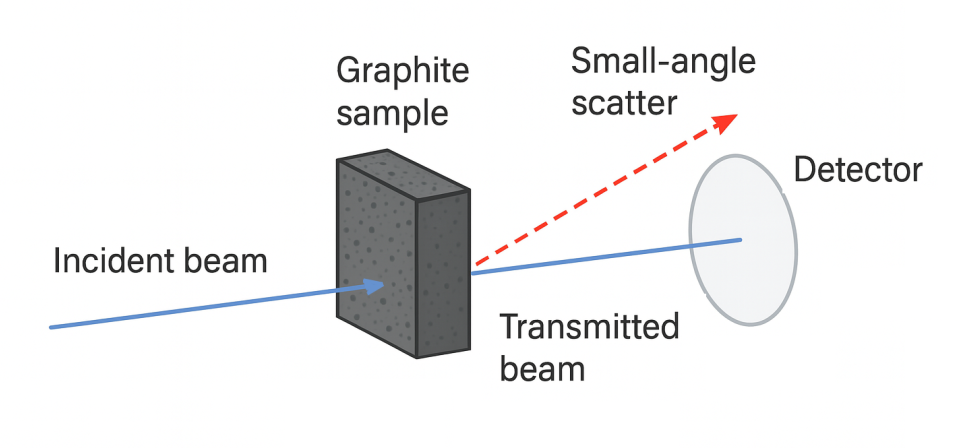 Graphite
sample
Small-angle
scatter
Detector
Incident beam
Transmitted
beam